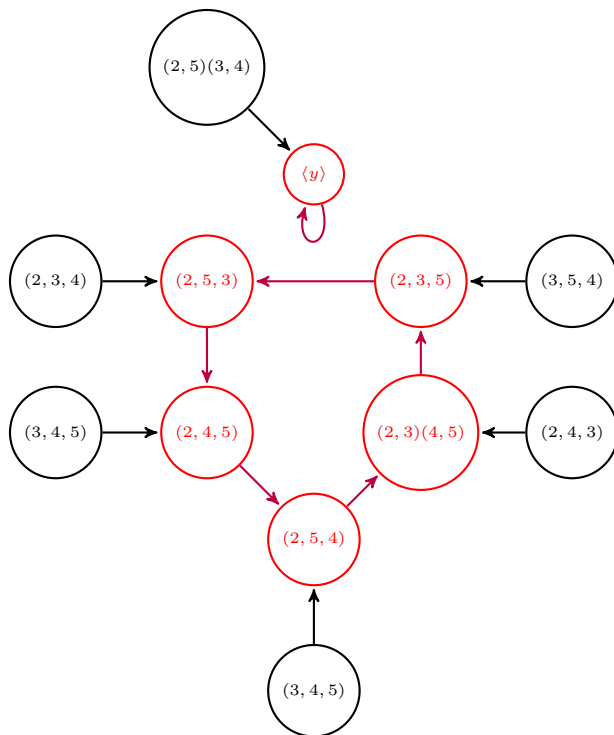 (2, 5)(3, 4)
⟨y⟩
(2, 3, 4)
(2, 5, 3)
(2, 3, 5)
(3, 5, 4)
(3, 4, 5)
(2, 4, 5)
(2, 3)(4, 5)
(2, 4, 3)
(2, 5, 4)
(3, 4, 5)